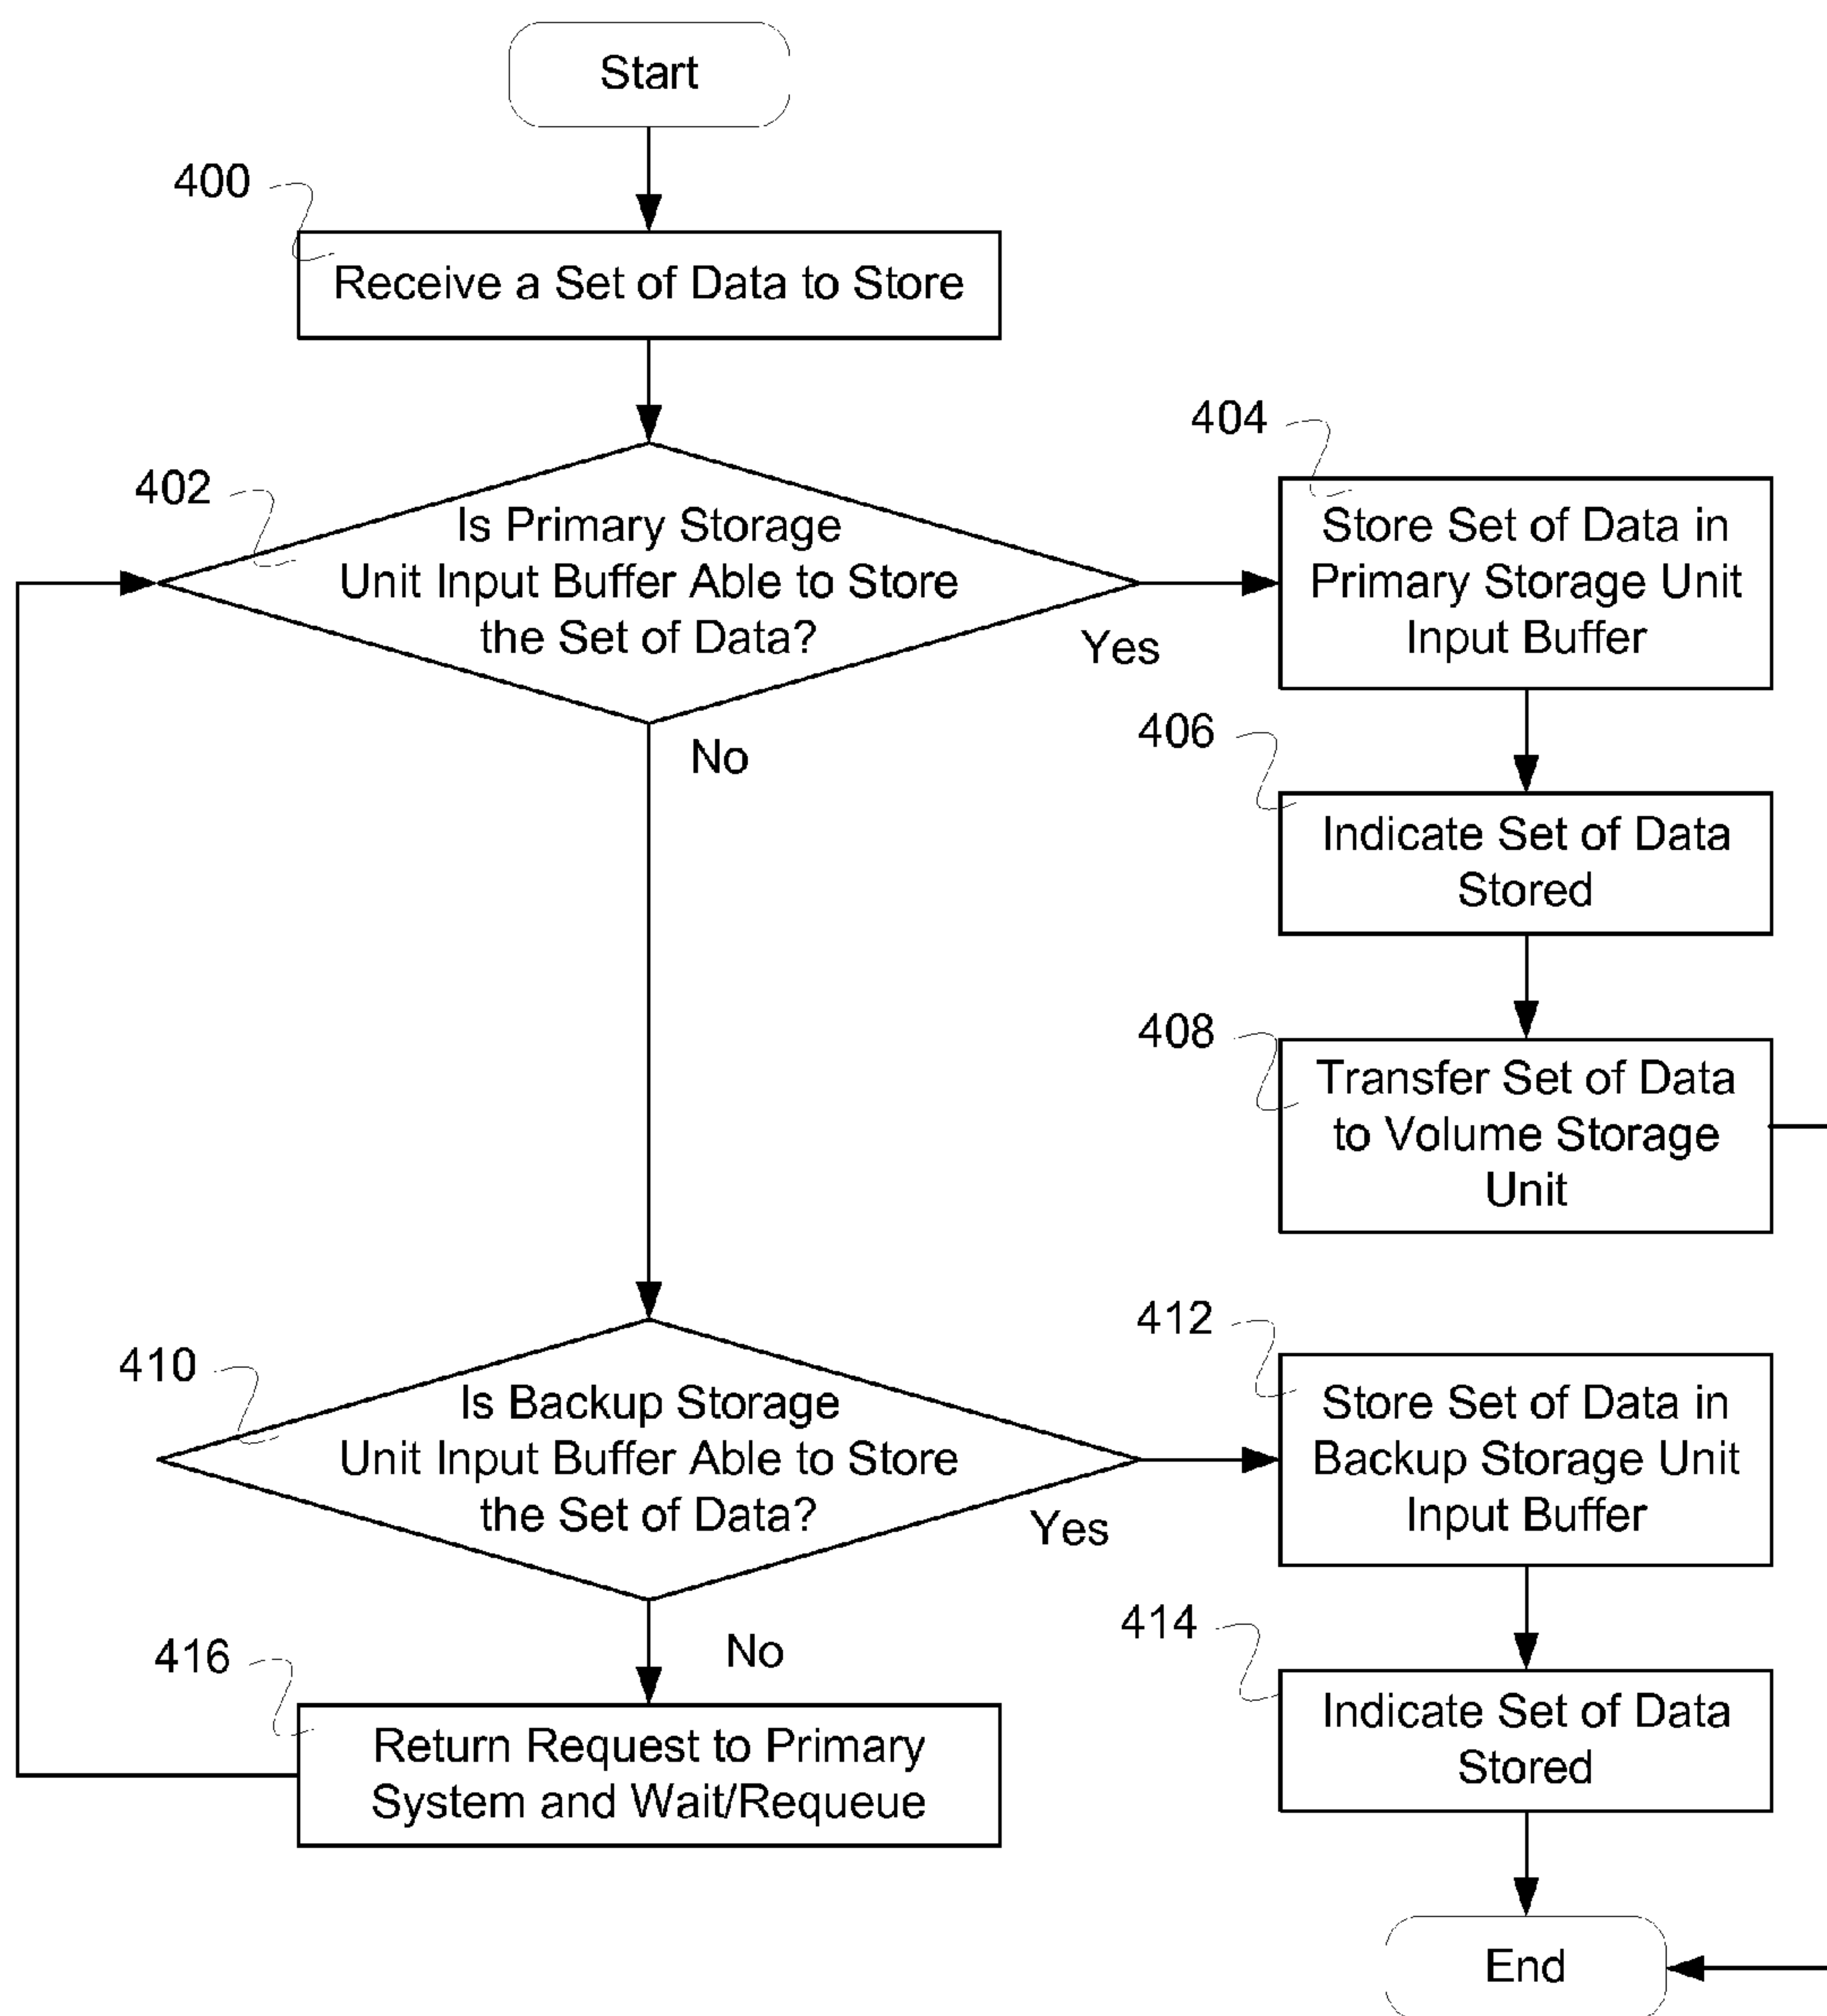 Start
400
Receive a Set of Data to Store
402
Is Primary Storage
Unit Input Buffer Able to Store
the Set of Data?
Yes
No
404
Store Set of Data in
Primary Storage Unit
Input Buffer
406
Indicate Set of Data
Stored
408
Transfer Set of Data
to Volume Storage
Unit
410
Is Backup Storage
Unit Input Buffer Able to Store
the Set of Data?
Yes
No
412
Store Set of Data in
Backup Storage Unit
Input Buffer
414
Indicate Set of Data
Stored
416
Return Request to Primary
System and Wait/Requeue
End